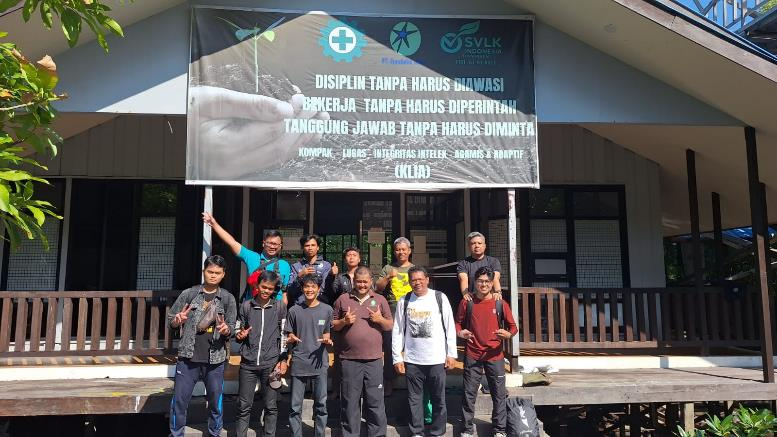 SVLK
INDONESIA
DISIPLIN TANPA HARUS DIAWASI
BEKERJA TANPA HARUS DIPERINTAH
TANGGUNG JAWAB TANPA HARUS DIMINTA
KOMPAK, LUGAS INTEGRITAS INTELEK AGAMIS & ADAPTIF
(KLIA)